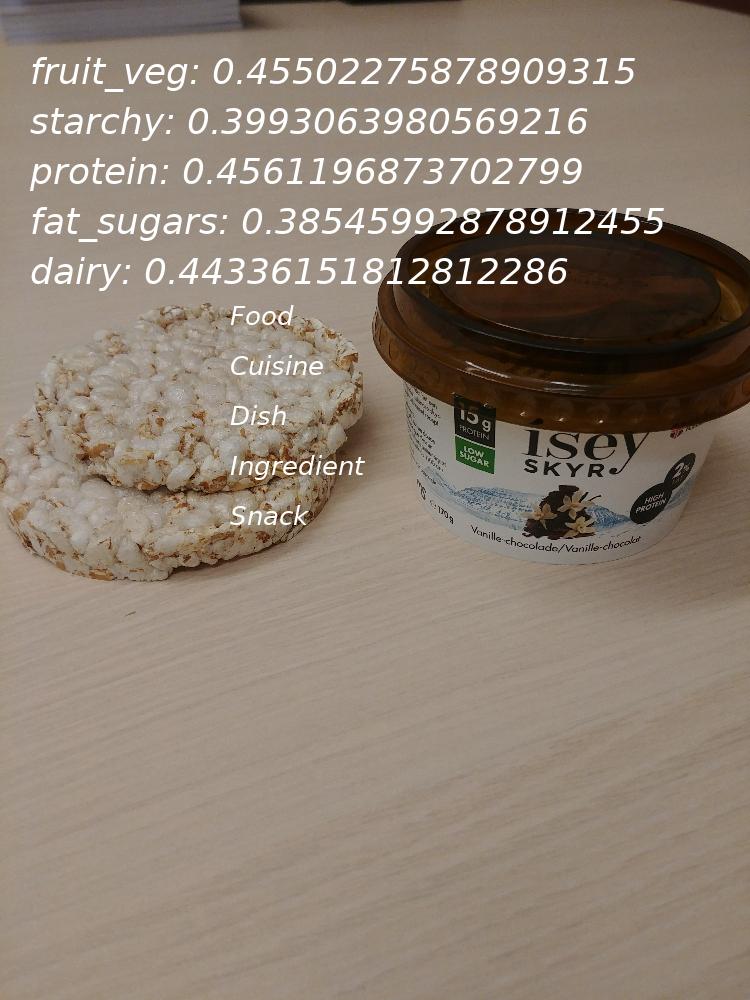 fruit_veg: 0.45502275878909315
starchy: 0.3993063980569216
protein: 0.4561196873702799
fat_sugars: 0.38545992878912455
dairy: 0.44336151812812286
Food
Cuisine
Dish
Ingredient
Snack
15 g
PROTEIN
LOW
SUGAR
isey
SKYR
2%
HIGH
PROTEIN
170g
Vanille-chocolade/Vanille-chocolat